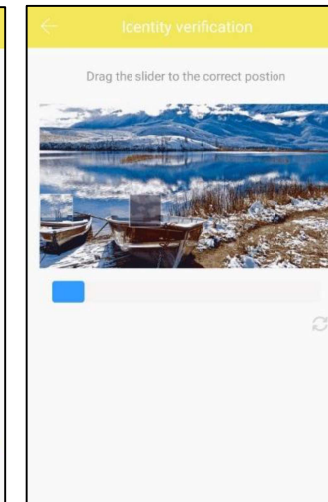 Icentity verification
Drag the slider to the correct postion